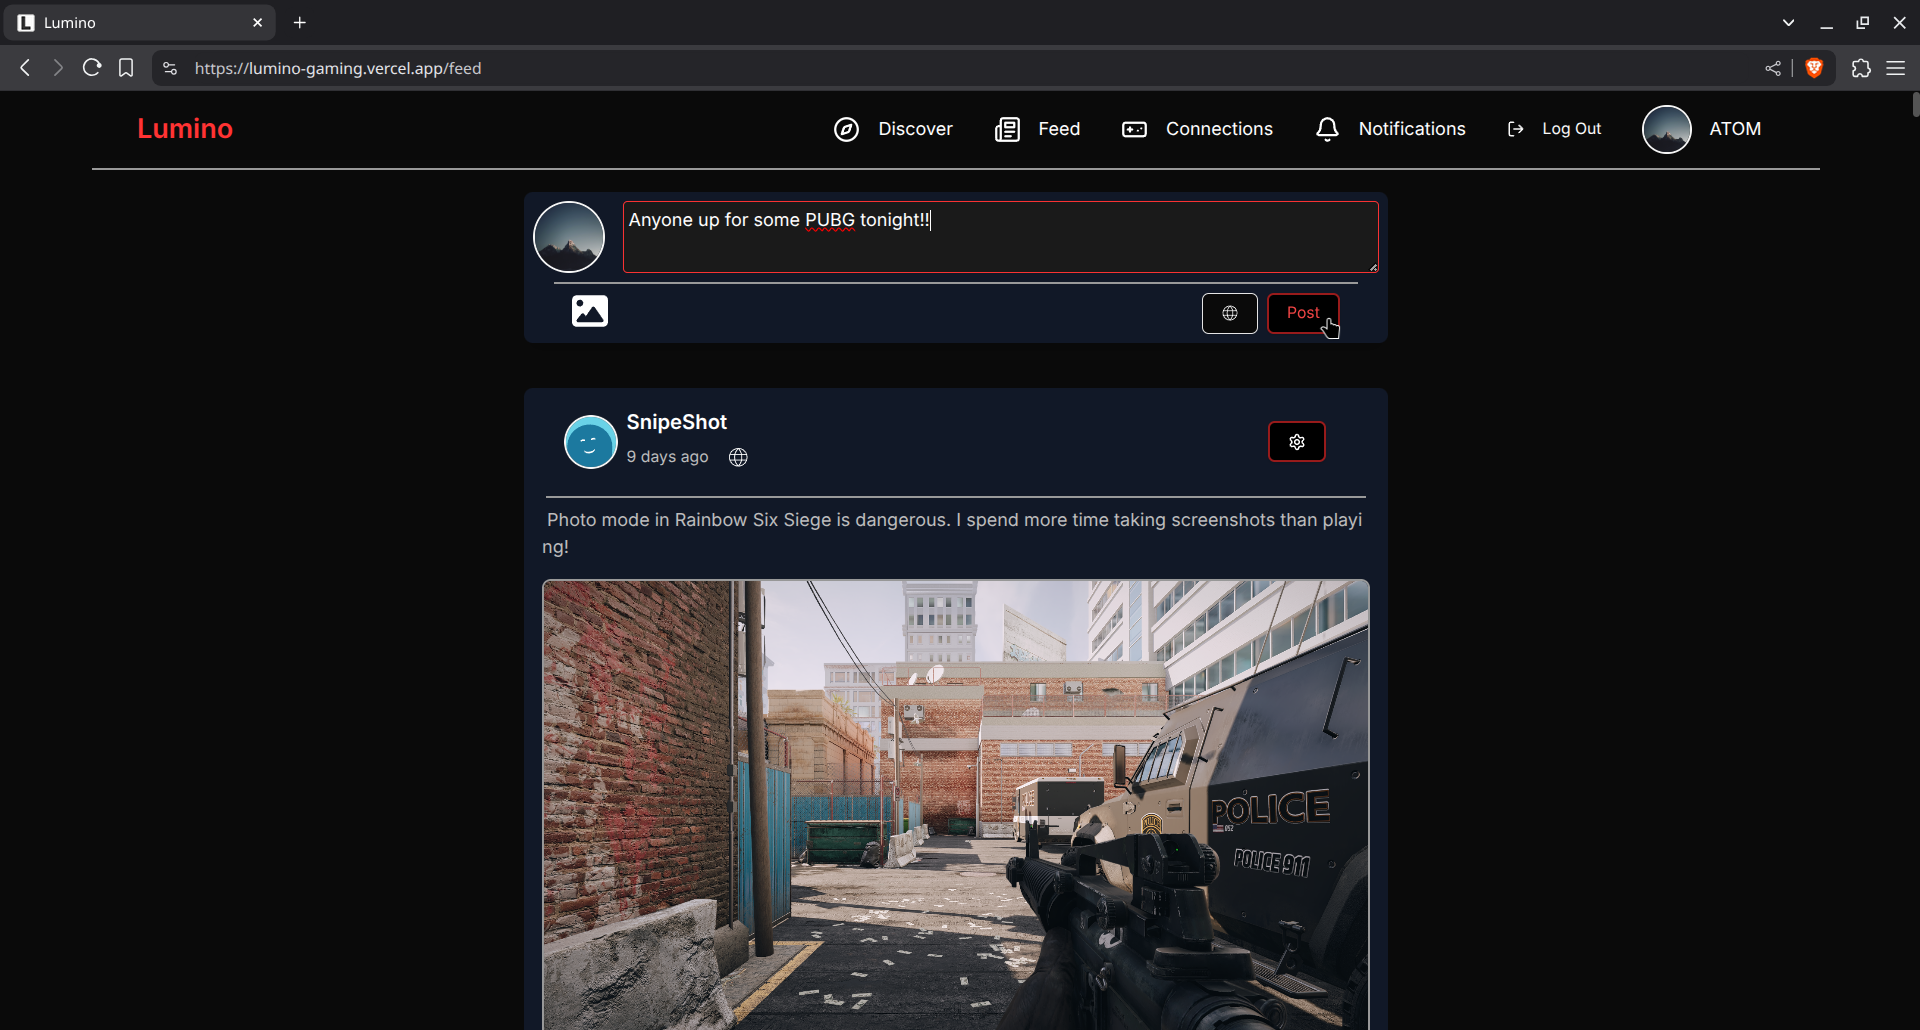 Lumino
https://lumino-gaming.vercel.app/feed
Lumino
Discover
Feed
Connections
Notifications
Log Out
ATOM
Anyone up for some PUBG tonight!!
Post
SnipeShot
9 days ago
Photo mode in Rainbow Six Siege is dangerous. I spend more time taking screenshots than playi
ng!
POLICE
POLICE 911